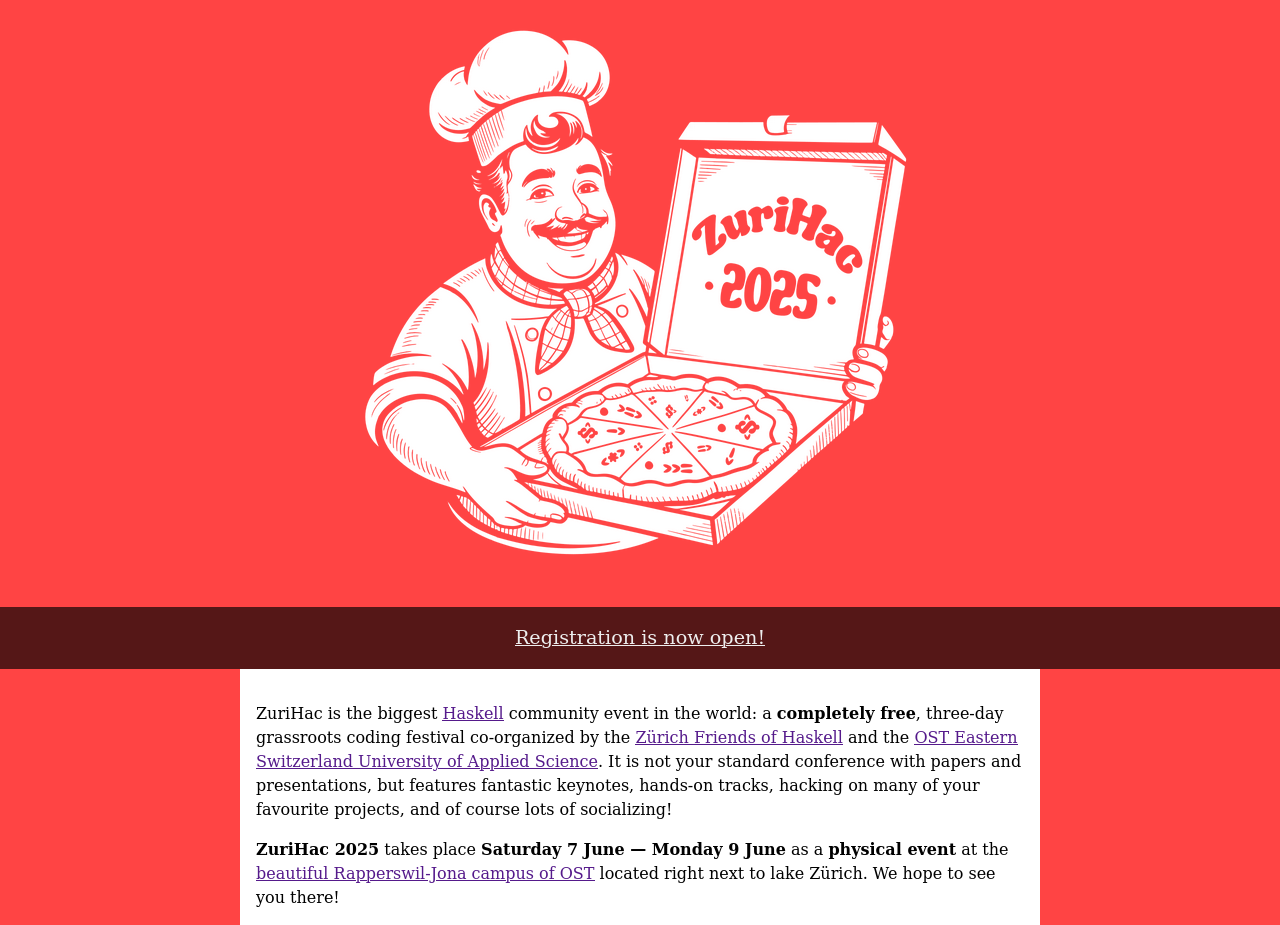 ZuriHac
• 2025 •
Registration is now open!
ZuriHac is the biggest Haskell community event in the world: a completely free, three-day
grassroots coding festival co-organized by the Zürich Friends of Haskell and the OST Eastern
Switzerland University of Applied Science. It is not your standard conference with papers and
presentations, but features fantastic keynotes, hands-on tracks, hacking on many of your
favourite projects, and of course lots of socializing!
ZuriHac 2025 takes place Saturday 7 June — Monday 9 June as a physical event at the
beautiful Rapperswil-Jona campus of OST located right next to lake Zürich. We hope to see
you there!